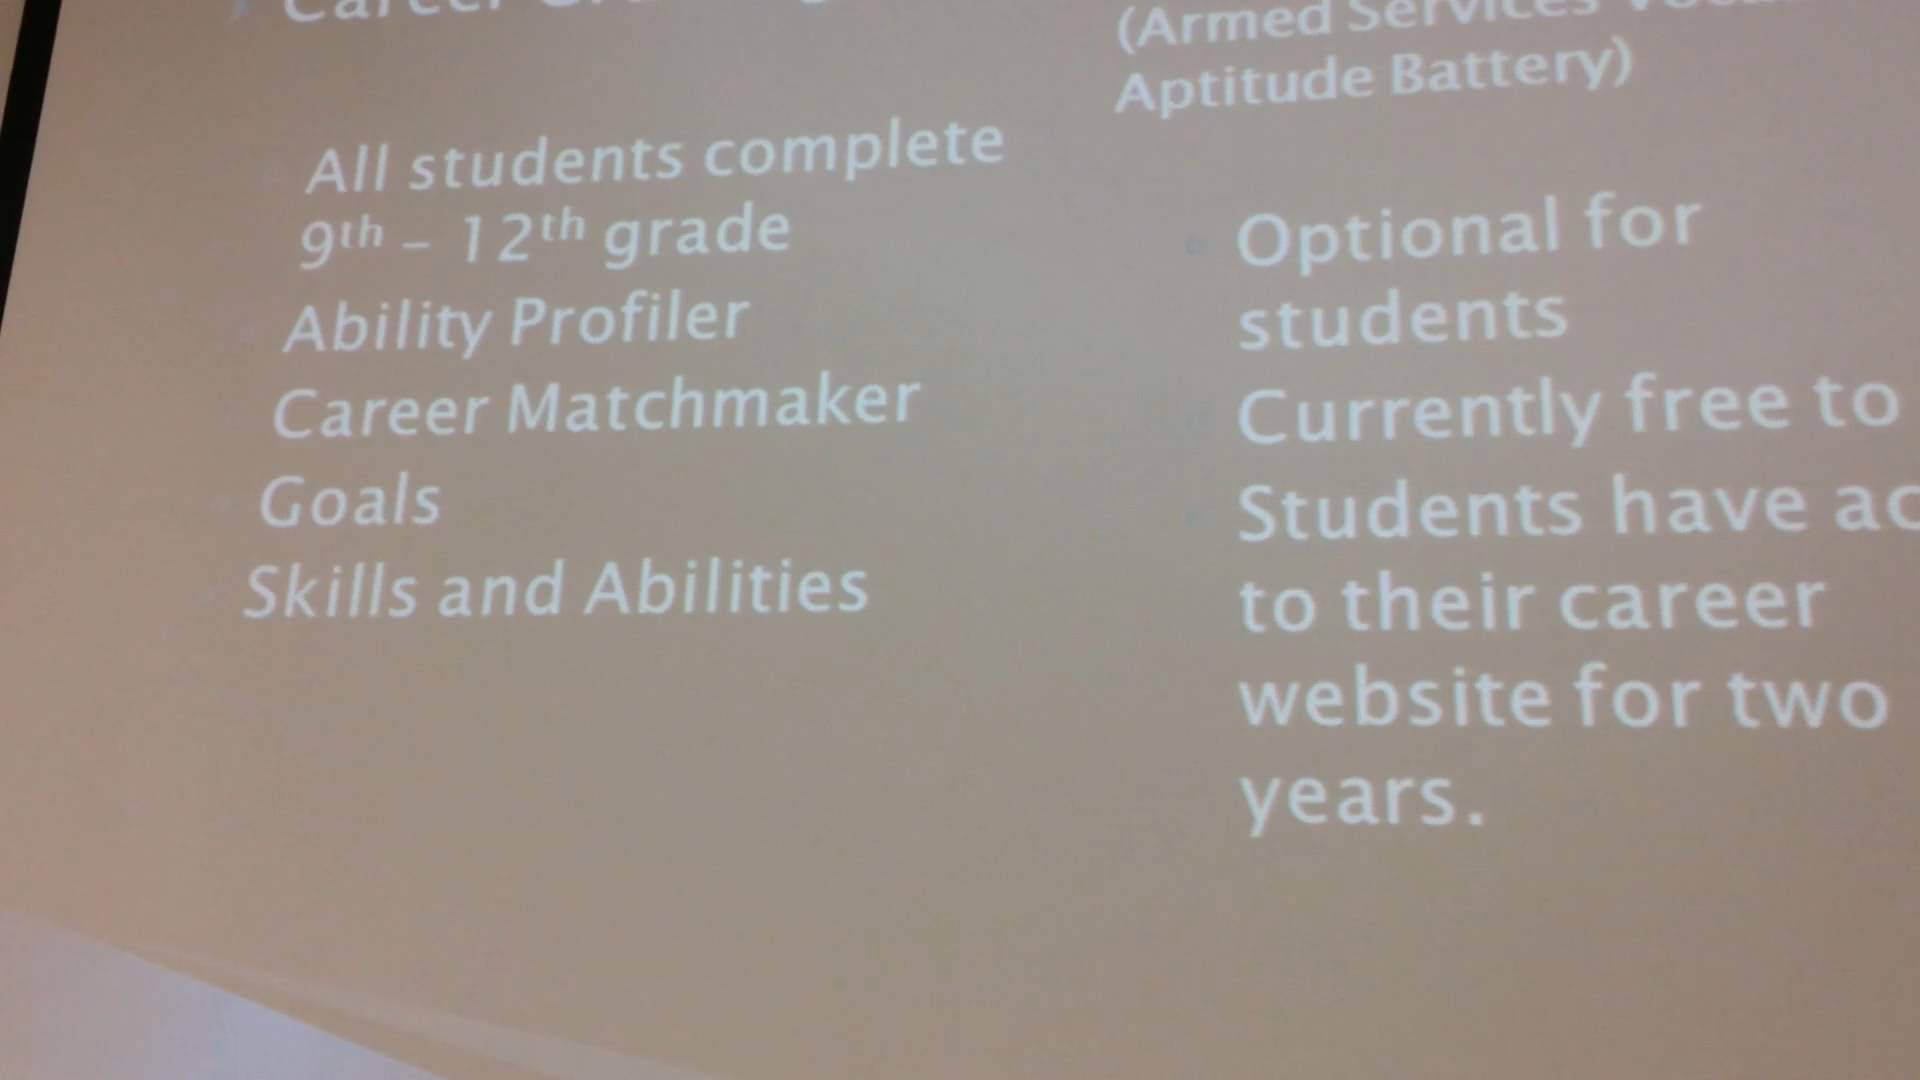 Career
All students complete
9th – 12th grade
Ability Profiler
Career Matchmaker
Goals
Skills and Abilities
(Armed Services
Aptitude Battery)
Optional for
students
Currently free to
Students have
to their career
website for two
years.